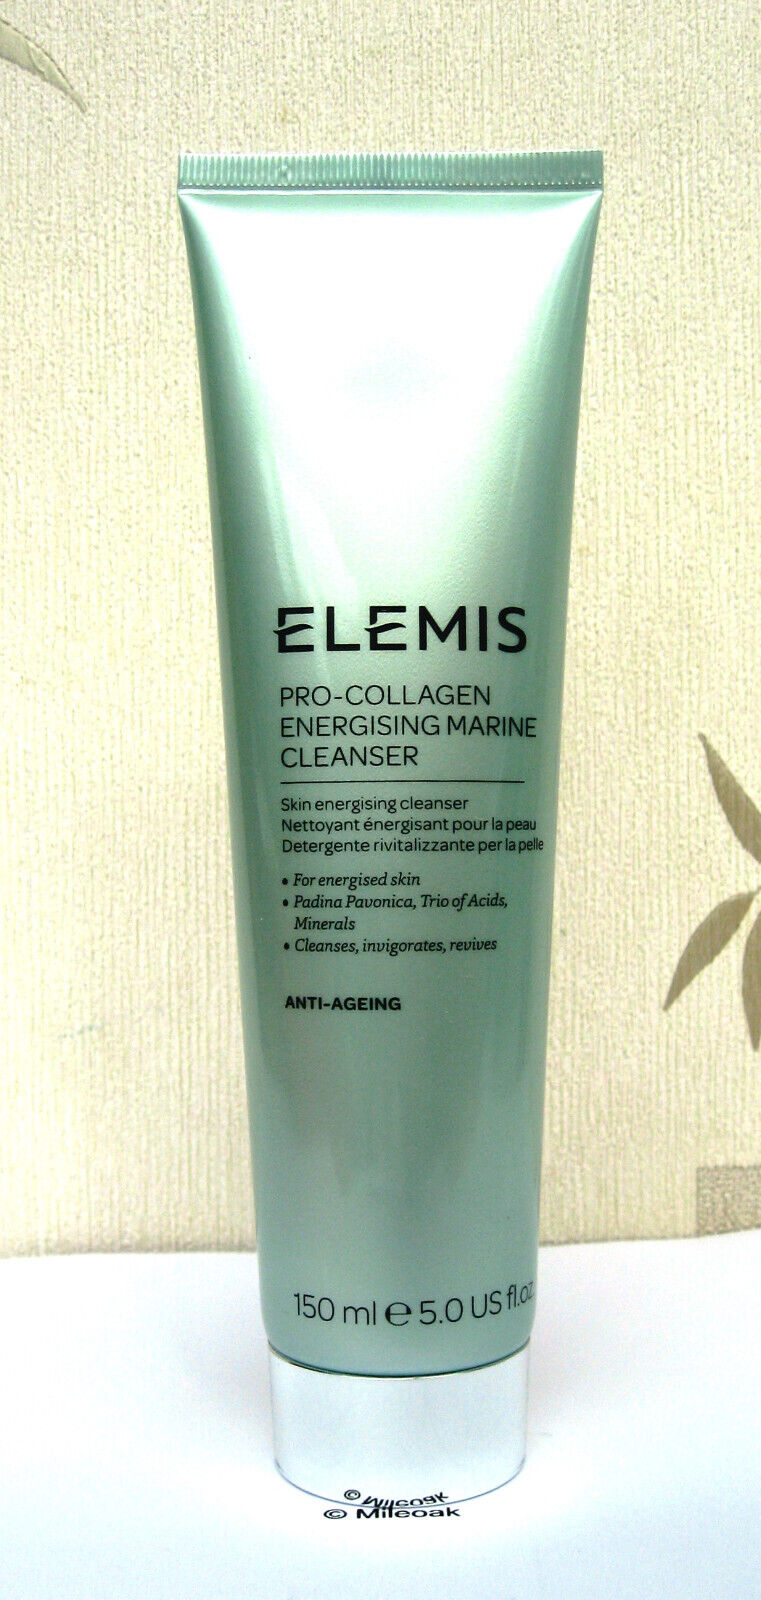 ELEMIS
PRO-COLLAGEN
ENERGISING MARINE
CLEANSER
Skin energising cleanser
Nettoyant énergisant pour la peau
Detergente rivitalizzante per la pelle
• For energised skin
• Padina Pavonica, Trio of Acids,
Minerals
• Cleanses, invigorates, revives
ANTI-AGEING
150 ml e 5.0 US fl.oz
© Mileoak